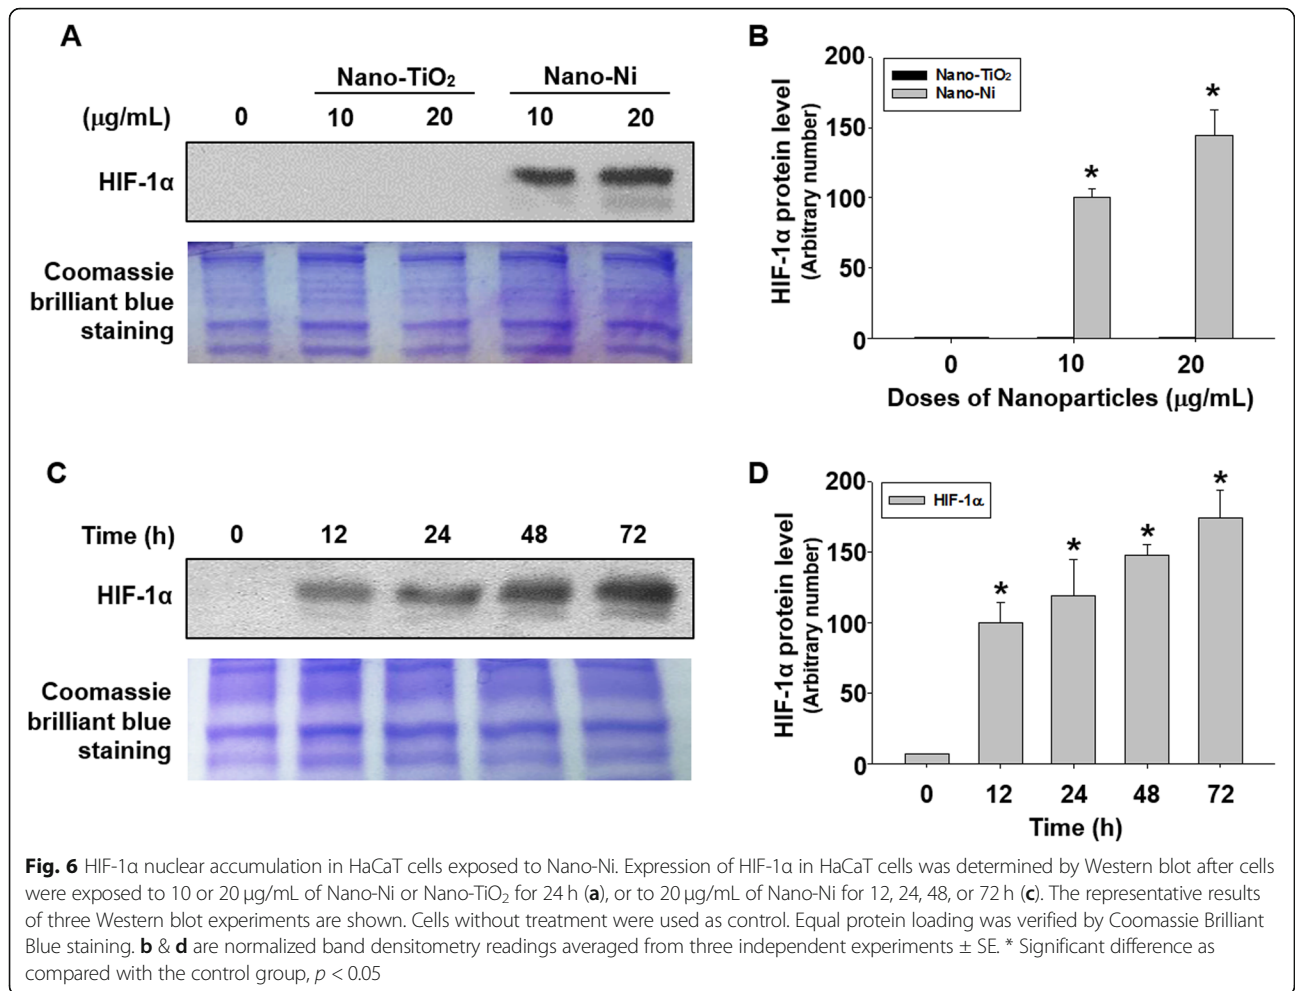 A
Nano-TiO₂ Nano-Ni
(μg/mL) 0 10 20 10 20
HIF-1α
Coomassie
brilliant blue
staining
B
HIF-1α protein level
(Arbitrary number)
200
150
100
50
0
Nano-TiO₂
Nano-Ni
* *
0 10 20
Doses of Nanoparticles (μg/mL)
C
Time (h) 0 12 24 48 72
HIF-1α
Coomassie
brilliant blue
staining
D
HIF-1α protein level
(Arbitrary number)
200
150
100
50
0
HIF-1α
* * * *
0 12 24 48 72
Time (h)
Fig. 6 HIF-1α nuclear accumulation in HaCaT cells exposed to Nano-Ni. Expression of HIF-1α in HaCaT cells was determined by Western blot after cells
were exposed to 10 or 20 μg/mL of Nano-Ni or Nano-TiO₂ for 24 h (a), or to 20 μg/mL of Nano-Ni for 12, 24, 48, or 72 h (c). The representative results
of three Western blot experiments are shown. Cells without treatment were used as control. Equal protein loading was verified by Coomassie Brilliant
Blue staining. b & d are normalized band densitometry readings averaged from three independent experiments ± SE. * Significant difference as
compared with the control group, p < 0.05